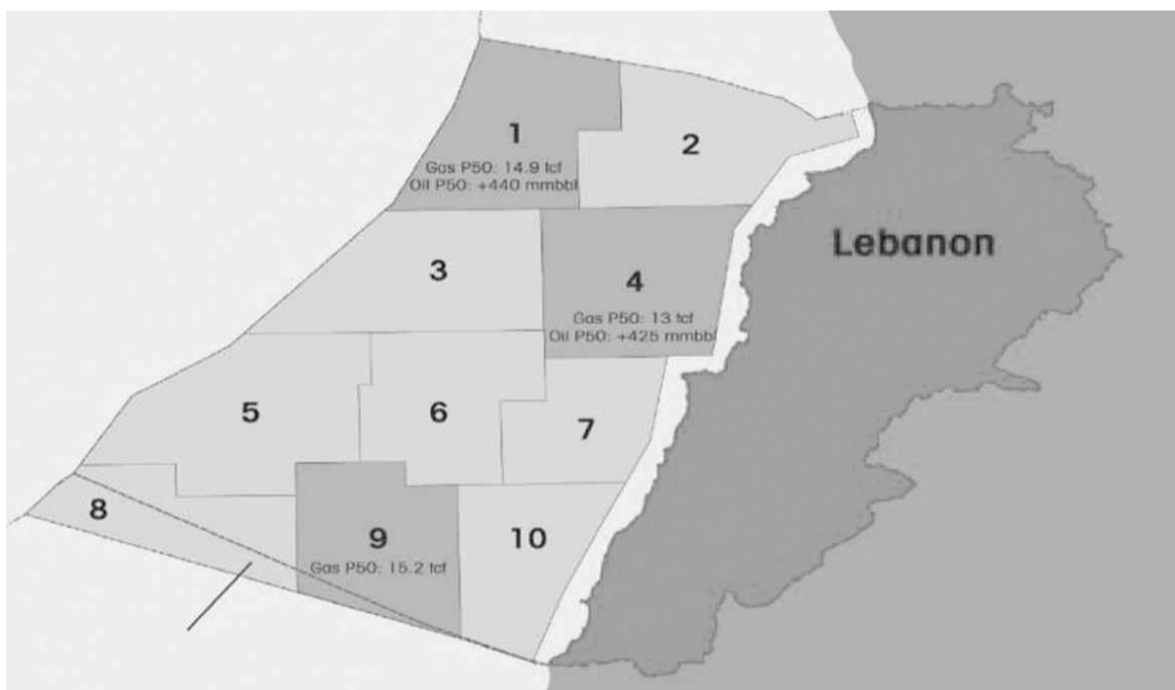 1
Gas P50: 14.9 tcf
Oil P50: +440 mmbbl
2
Lebanon
3
4
Gas P50: 13 tcf
Oil P50: +425 mmbbl
5
6
7
8
9
Gas P50: 15.2 tcf
10